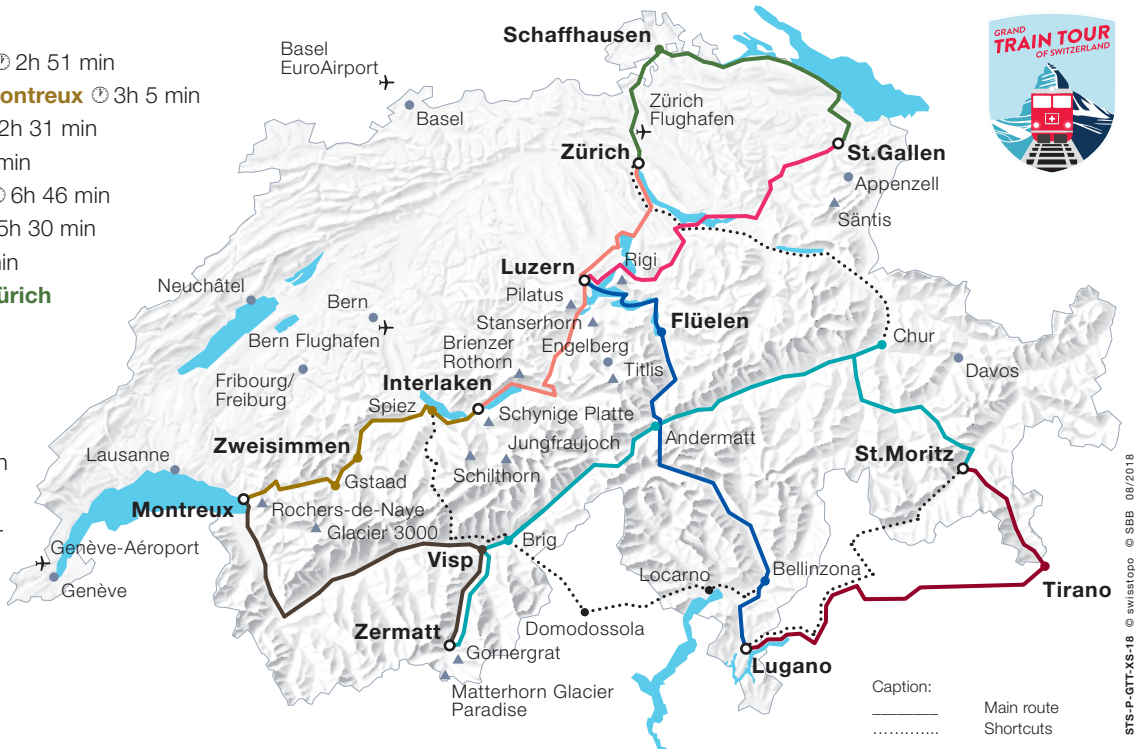 2h 51 min
ontreux 3h 5 min
2h 31 min
min
6h 46 min
5h 30 min
in
ürich
n
Schaffhausen
Basel
EuroAirport
Basel
Zürich
Flughafen
Zürich
St.Gallen
Appenzell
Säntis
GRAND
TRAIN TOUR
OF SWITZERLAND
Luzern
Rigi
Pilatus
Stanserhorn
Flüelen
Neuchâtel
Bern
Bern Flughafen
Brienzer
Rothorn
Engelberg
Titlis
Chur
Davos
Fribourg/
Freiburg
Interlaken
Spiez
Schynige Platte
Jungfraujoch
Schilthorn
Andermatt
Zweisimmen
Gstaad
Lausanne
St.Moritz
Montreux
Rochers-de-Naye
Glacier 3000
Genève-Aéroport
Genève
Visp
Brig
Locarno
Bellinzona
Tirano
Domodossola
Zermatt
Gornergrat
Lugano
Matterhorn Glacier
Paradise
Caption:
Main route
Shortcuts
STS-P-GTT-XS-18 © swisstopo © SBB 08/2018